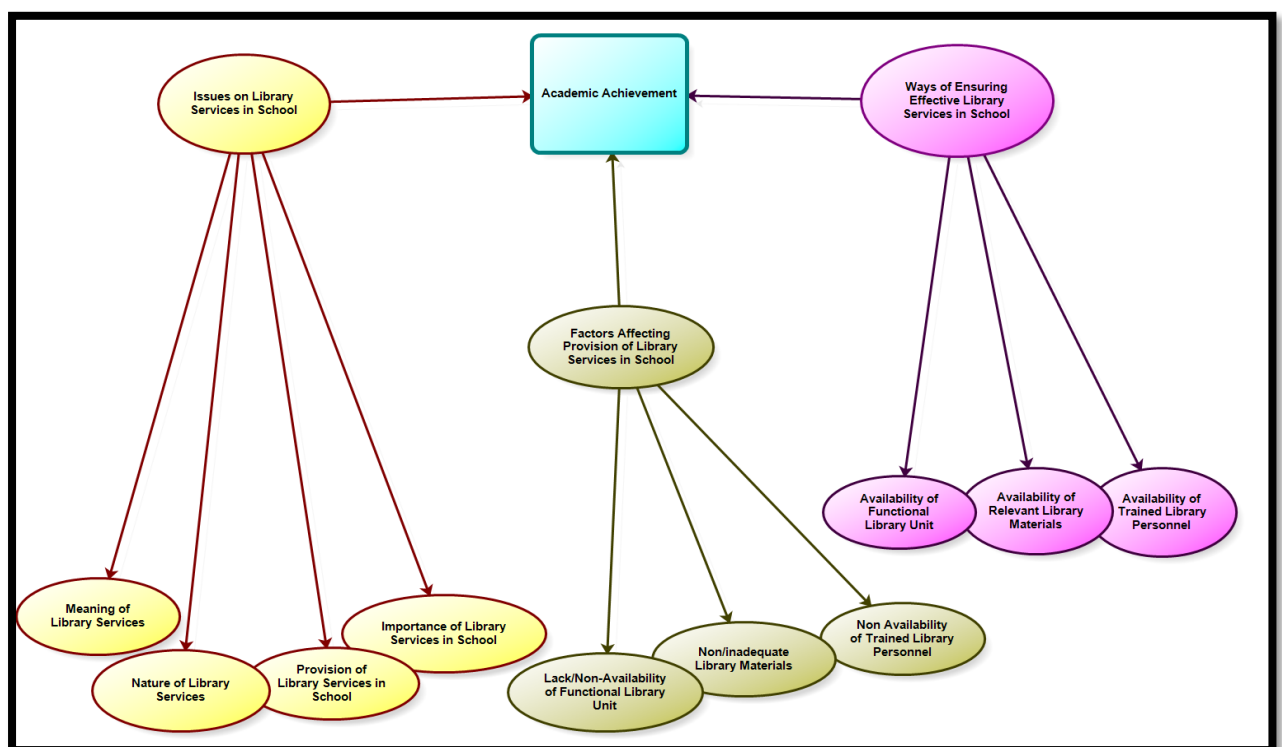 Issues on Library
Services in School
Academic Achievement
Ways of Ensuring
Effective Library
Services in School
Factors Affecting
Provision of Library
Services in School
Availability of
Functional
Library Unit
Availability of
Relevant Library
Materials
Availability of
Trained Library
Personnel
Meaning of
Library Services
Nature of Library
Services
Provision of
Library Services in
School
Importance of Library
Services in School
Lack/Non-Availability
of Functional Library
Unit
Non/inadequate
Library Materials
Non Availability
of Trained Library
Personnel